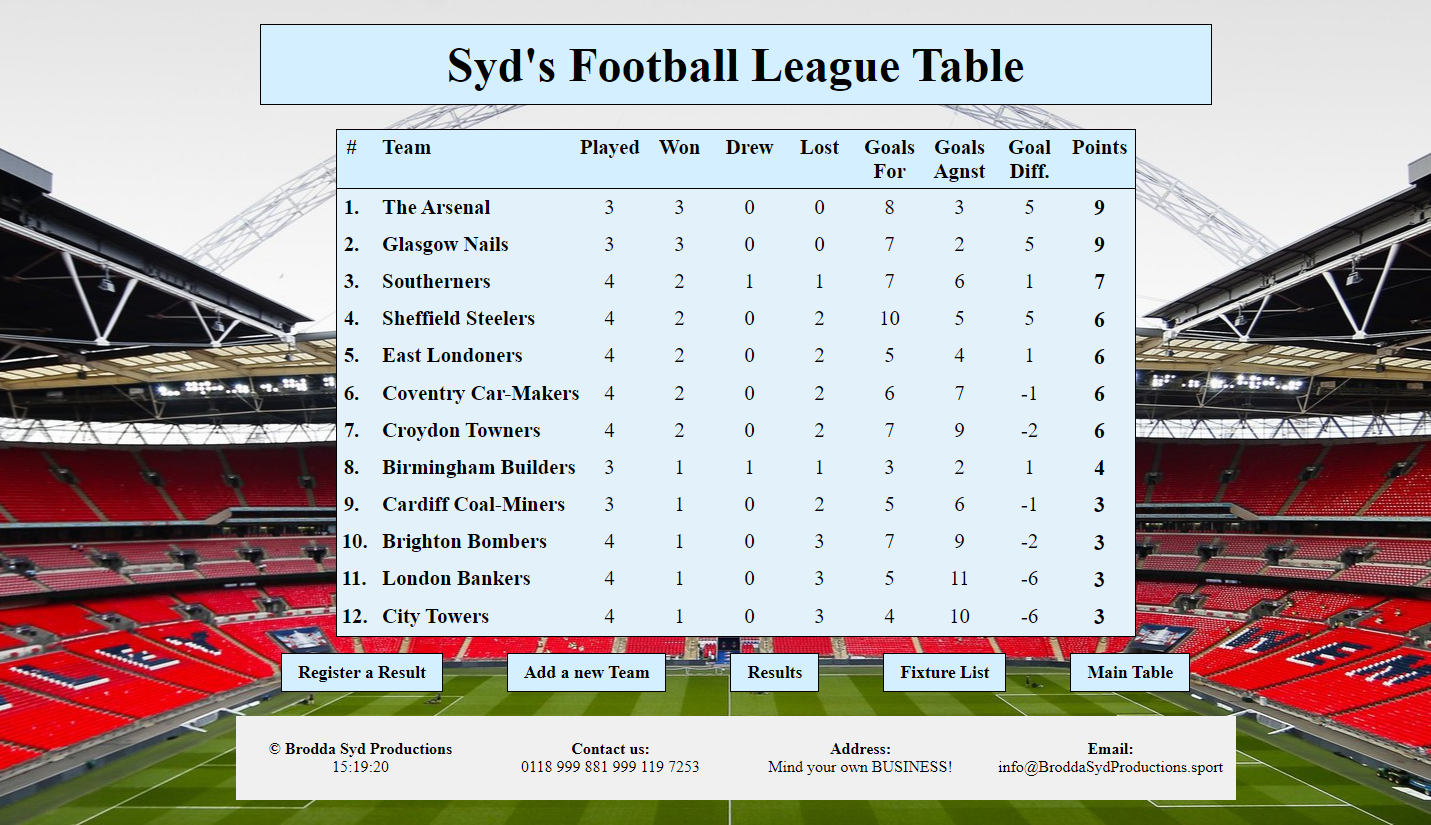 Syd's Football League Table
# Team Played Won Drew Lost Goals For Goals Agnst Goal Diff. Points
1. The Arsenal 3 3 0 0 8 3 5 9
2. Glasgow Nails 3 3 0 0 7 2 5 9
3. Southerners 4 2 1 1 7 6 1 7
4. Sheffield Steelers 4 2 0 2 10 5 5 6
5. East Londoners 4 2 0 2 5 4 1 6
6. Coventry Car-Makers 4 2 0 2 6 7 -1 6
7. Croydon Towners 4 2 0 2 7 9 -2 6
8. Birmingham Builders 3 1 1 1 3 2 1 4
9. Cardiff Coal-Miners 3 1 0 2 5 6 -1 3
10. Brighton Bombers 4 1 0 3 7 9 -2 3
11. London Bankers 4 1 0 3 5 11 -6 3
12. City Towers 4 1 0 3 4 10 -6 3
Register a Result Add a new Team Results Fixture List Main Table
© Brodda Syd Productions Contact us: Address: Email:
15:19:20 0118 999 881 999 119 7253 Mind your own BUSINESS! info@BroddaSydProductions.sport